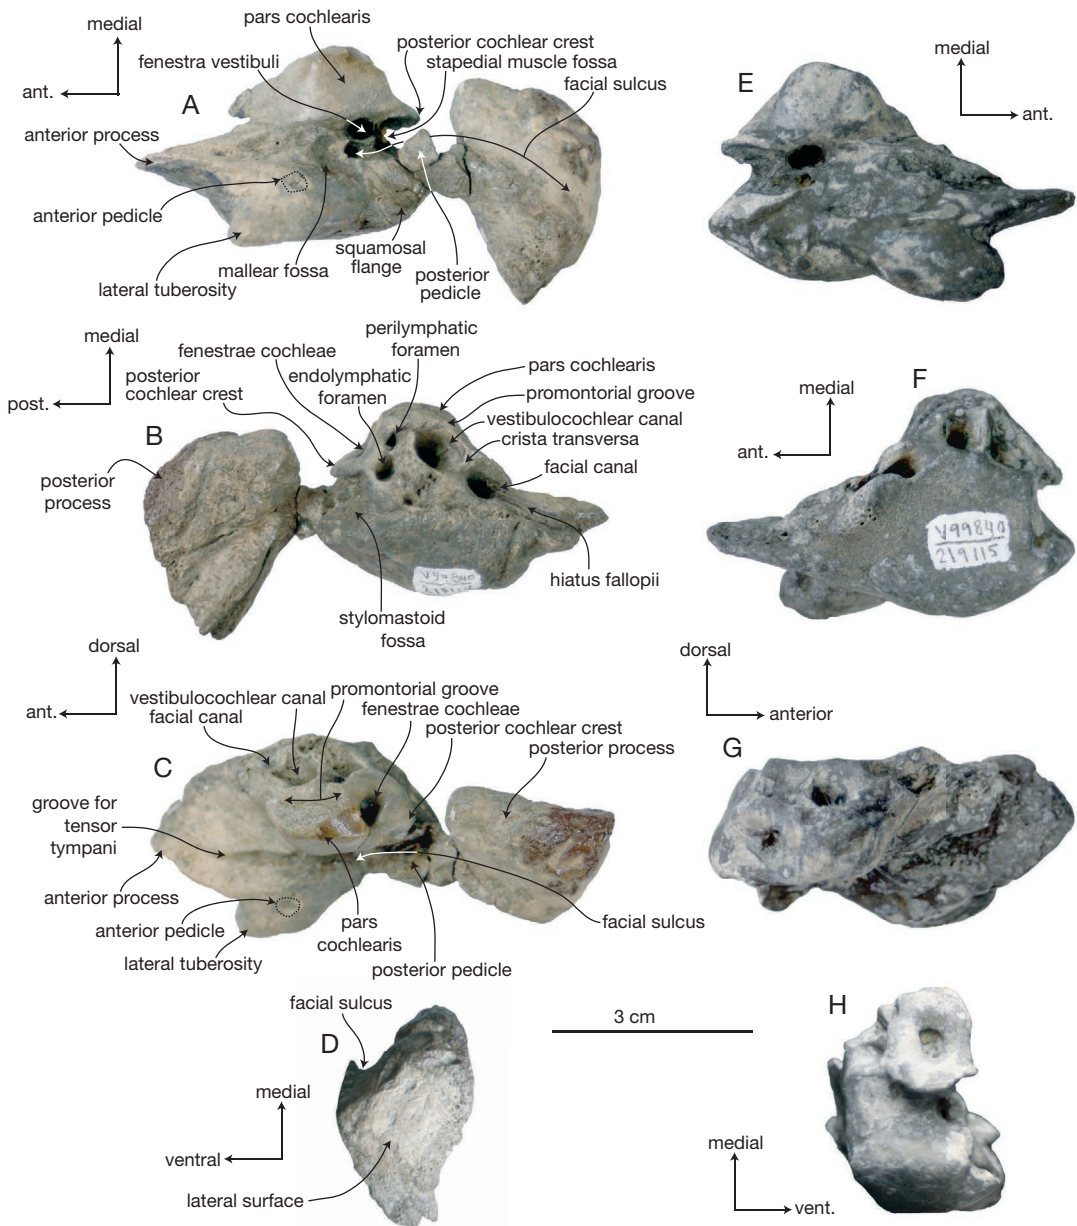 medial
ant.
A
pars cochlearis
fenestra vestibuli
posterior cochlear crest
stapedial muscle fossa
facial sulcus
anterior process
anterior pedicle
lateral tuberosity
mallear fossa
squamosal
flange
posterior
pedicle
E
medial
ant.
medial
post.
B
perilymphatic
foramen
fenestrae cochleae
endolymphatic
foramen
posterior
cochlear crest
pars cochlearis
promontorial groove
vestibulocochlear canal
crista transversa
facial canal
posterior
process
hiatus fallopii
stylomastoid
fossa
V99840
219115
medial
ant.
F
V99840
219115
dorsal
ant.
C
vestibulocochlear canal
facial canal
promontorial groove
fenestrae cochleae
posterior cochlear crest
posterior process
groove for
tensor
tympani
anterior process
anterior pedicle
lateral tuberosity
pars
cochlearis
posterior pedicle
facial sulcus
dorsal
anterior
G
facial sulcus
D
medial
ventral
lateral surface
3 cm
H
medial
vent.